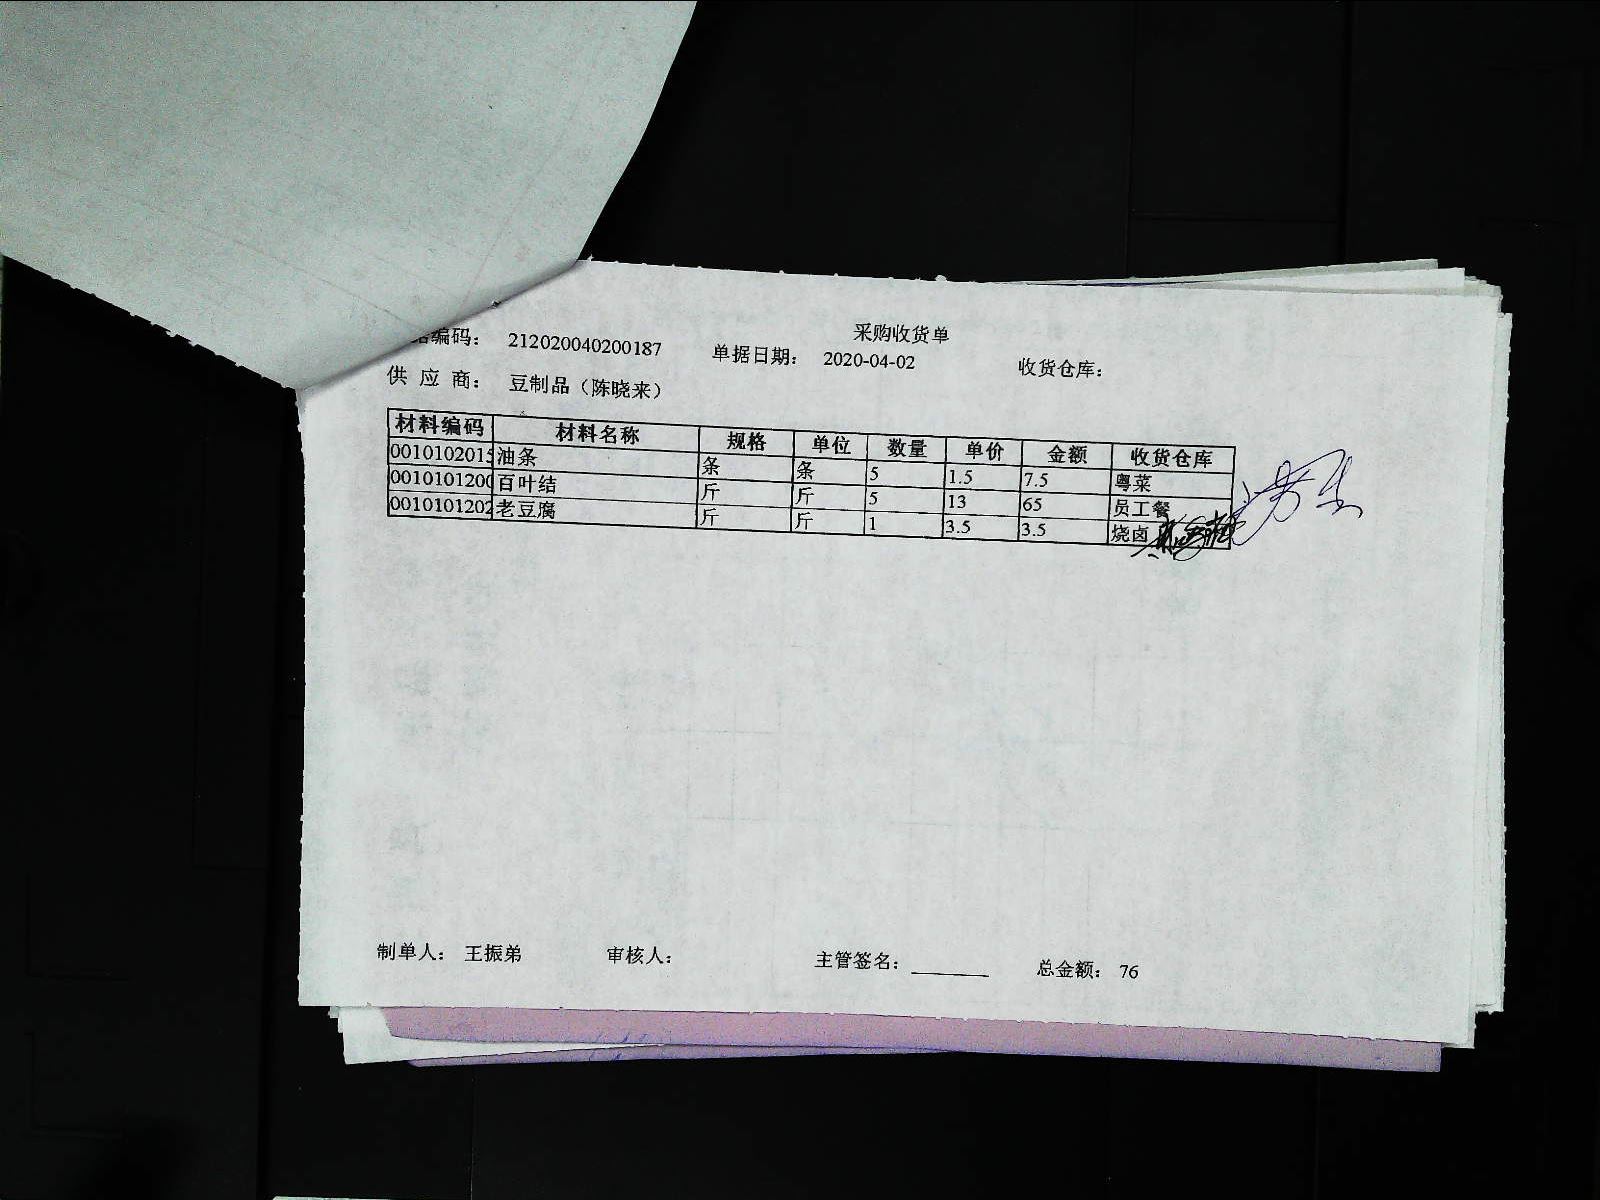 采购收货单
编码： 212020040200187 单据日期： 2020-04-02 收货仓库：
供 应 商： 豆制品（陈晓来）
材料编码 材料名称 规格 单位 数量 单价 金额 收货仓库
0010102015 油条 条 条 5 1.5 7.5 粤菜
0010101200 百叶结 斤 斤 5 13 65 员工餐
0010101202 老豆腐 斤 斤 1 3.5 3.5 烧卤
制单人： 王振弟 审核人： 主管签名： 总金额： 76